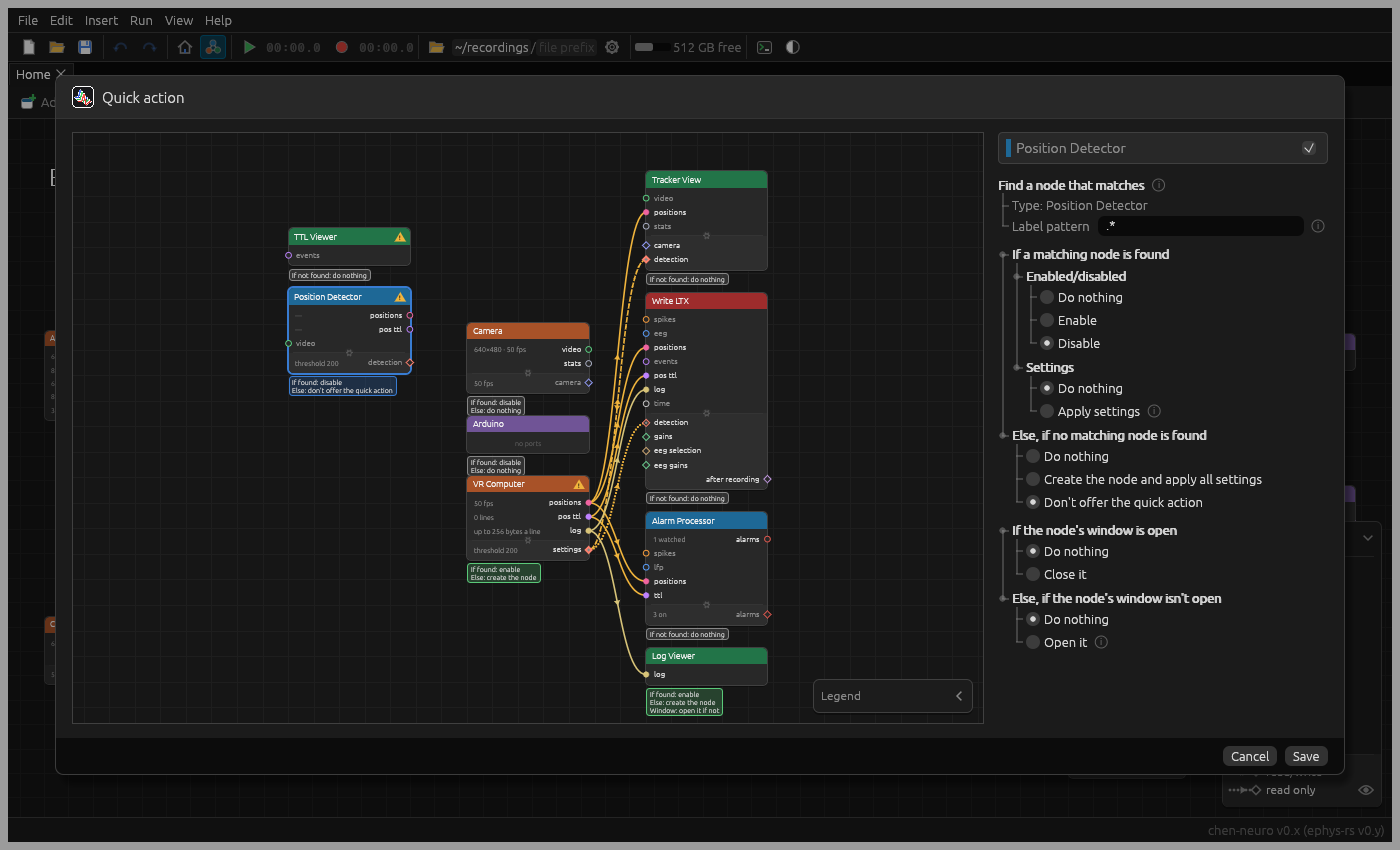 File Edit Insert Run View Help
00:00.0 00:00.0 ~/recordings/file prefix 512 GB free
Home
Quick action
Tracker View
video
positions
stats
camera
detection
If not found: do nothing
TTL Viewer
events
If not found: do nothing
Position Detector
positions
pos ttl
video
threshold 200 detection
If found: disable
Else: don't offer the quick action
Camera
640×480 · 50 fps video
stats
50 fps camera
If found: disable
Else: do nothing
Arduino
no ports
If found: disable
Else: do nothing
VR Computer
50 fps positions
0 lines pos ttl
up to 256 bytes a line log
threshold 200 settings
If found: enable
Else: create the node
Write LTX
spikes
eeg
positions
events
pos ttl
log
time
detection
gains
eeg selection
eeg gains
after recording
If not found: do nothing
Alarm Processor
1 watched alarms
spikes
lfp
positions
ttl
3 on alarms
If not found: do nothing
Log Viewer
log
If found: enable
Else: create the node
Window: open it if not
Legend
Position Detector
Find a node that matches
Type: Position Detector
Label pattern .*
If a matching node is found
Enabled/disabled
Do nothing
Enable
Disable
Settings
Do nothing
Apply settings
Else, if no matching node is found
Do nothing
Create the node and apply all settings
Don't offer the quick action
If the node's window is open
Do nothing
Close it
Else, if the node's window isn't open
Do nothing
Open it
Cancel Save
read only
chen-neuro v0.x (ephys-rs v0.y)